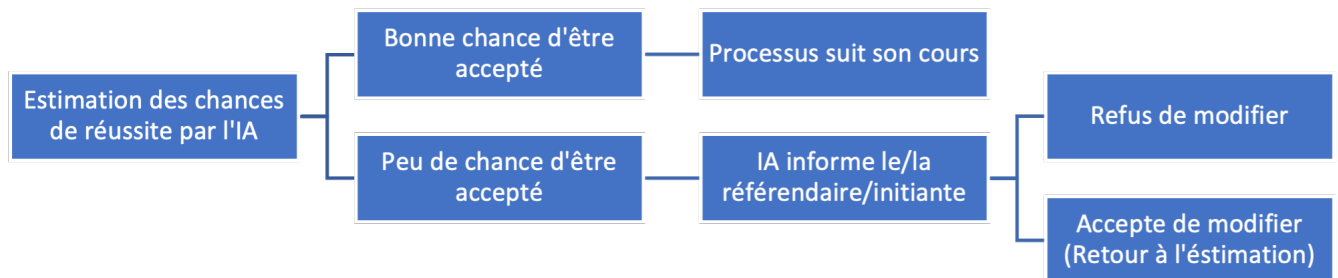 Estimation des chances
de réussite par l'IA
Bonne chance d'être
accepté
Processus suit son cours
Peu de chance d'être
accepté
IA informe le/la
référendaire/initiante
Refus de modifier
Accepte de modifier
(Retour à l'éstimation)